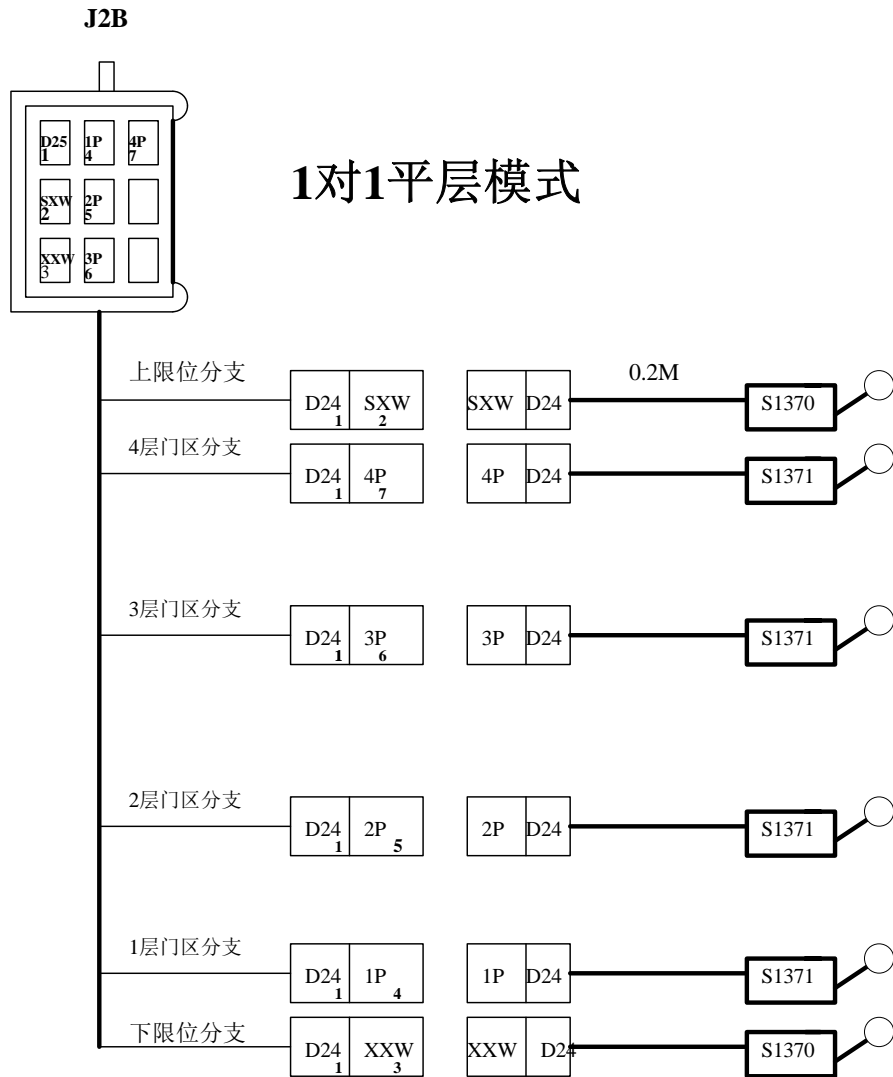 J2B
D25 1P 4P
1 4 7
SXW 2P
2 5
XXW 3P
3 6
1对1平层模式
上限位分支
D24 SXW
1 2
SXW D24
0.2M
S1370
4层门区分支
D24 4P
1 7
4P D24
S1371
3层门区分支
D24 3P
1 6
3P D24
S1371
2层门区分支
D24 2P
1 5
2P D24
S1371
1层门区分支
D24 1P
1 4
1P D24
S1371
下限位分支
D24 XXW
1 3
XXW D24
S1370